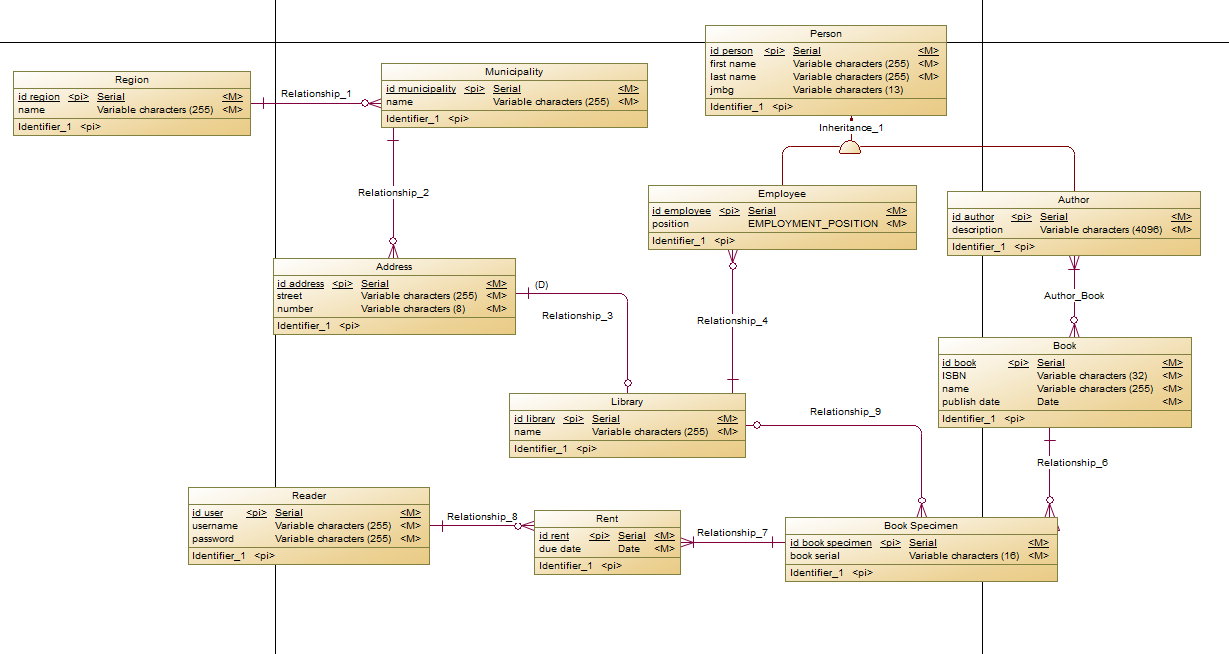 Person
id person <pi> Serial <M>
first name Variable characters (255) <M>
last name Variable characters (255) <M>
jmbg Variable characters (13)
Identifier_1 <pi>
Region
id region <pi> Serial <M>
name Variable characters (255) <M>
Identifier_1 <pi>
Relationship_1
Municipality
id municipality <pi> Serial <M>
name Variable characters (255) <M>
Identifier_1 <pi>
Inheritance_1
Relationship_2
Employee
id employee <pi> Serial <M>
position EMPLOYMENT_POSITION <M>
Identifier_1 <pi>
Author
id author <pi> Serial <M>
description Variable characters (4096) <M>
Identifier_1 <pi>
Address
id address <pi> Serial <M>
street Variable characters (255) <M>
number Variable characters (8) <M>
Identifier_1 <pi>
(D)
Relationship_3
Relationship_4
Author_Book
Book
id book <pi> Serial <M>
ISBN Variable characters (32) <M>
name Variable characters (255) <M>
publish date Date <M>
Identifier_1 <pi>
Library
id library <pi> Serial <M>
name Variable characters (255) <M>
Identifier_1 <pi>
Relationship_9
Relationship_6
Reader
id user <pi> Serial <M>
username Variable characters (255) <M>
password Variable characters (255) <M>
Identifier_1 <pi>
Relationship_8
Rent
id rent <pi> Serial <M>
due date Date <M>
Identifier_1 <pi>
Relationship_7
Book Specimen
id book specimen <pi> Serial <M>
book serial Variable characters (16) <M>
Identifier_1 <pi>